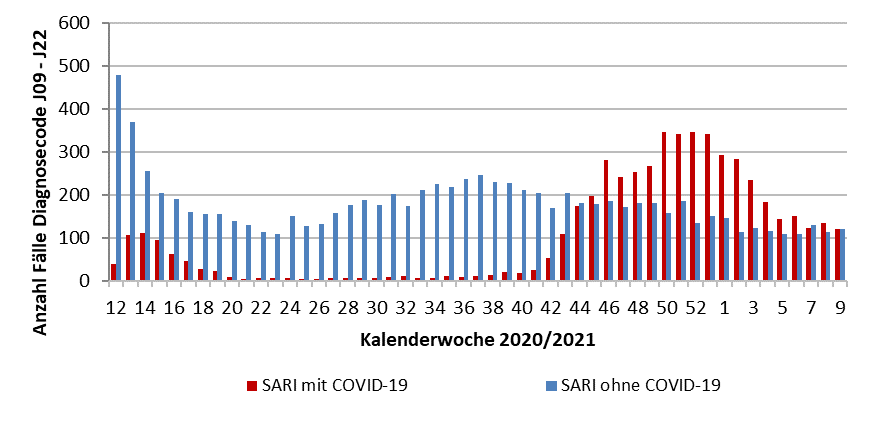 600
500
400
300
200
100
0
Anzahl Fälle Diagnosecode J09 - J22
12 14 16 18 20 22 24 26 28 30 32 34 36 38 40 42 44 46 48 50 52 1 3 5 7 9
Kalenderwoche 2020/2021
SARI mit COVID-19 SARI ohne COVID-19